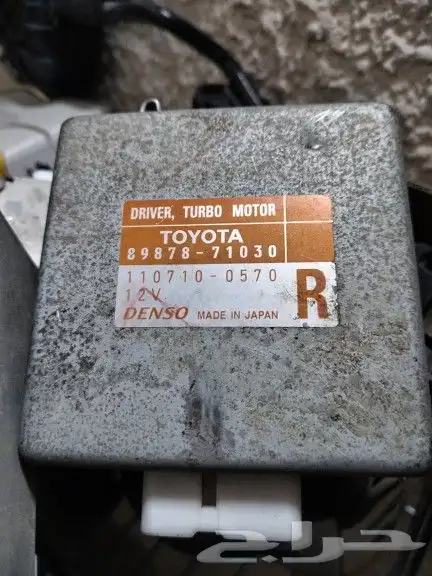 DRIVER, TURBO MOTOR
TOYOTA
89878-71030
110710-0570
12V
DENSO MADE IN JAPAN R
حراج